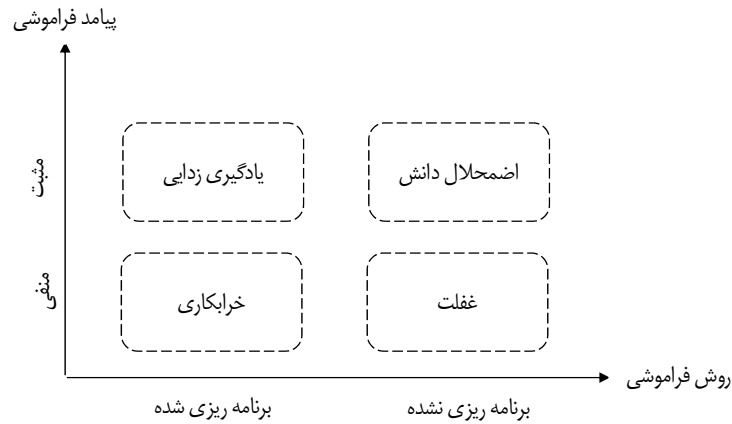 پیامد فراموشی
مثبت
یادگیری زدایی
اضمحلال دانش
منفی
خرابکاری
غفلت
روش فراموشی
برنامه ریزی شده
برنامه ریزی نشده